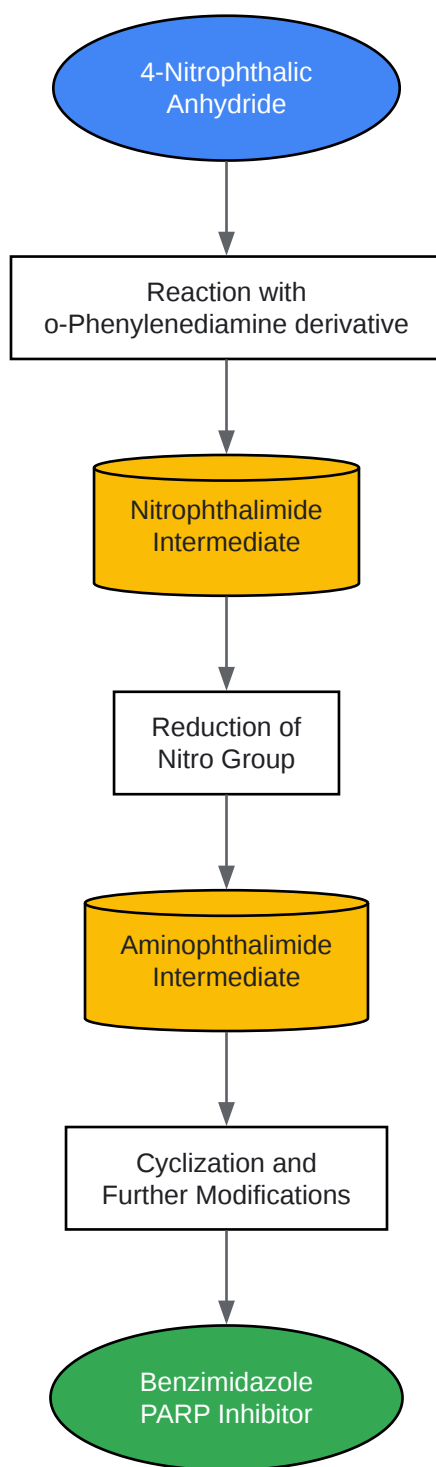 4-Nitrophthalic
Anhydride
Reaction with
o-Phenylenediamine derivative
Nitrophthalimide
Intermediate
Reduction of
Nitro Group
Aminophthalimide
Intermediate
Cyclization and
Further Modifications
Benzimidazole
PARP Inhibitor